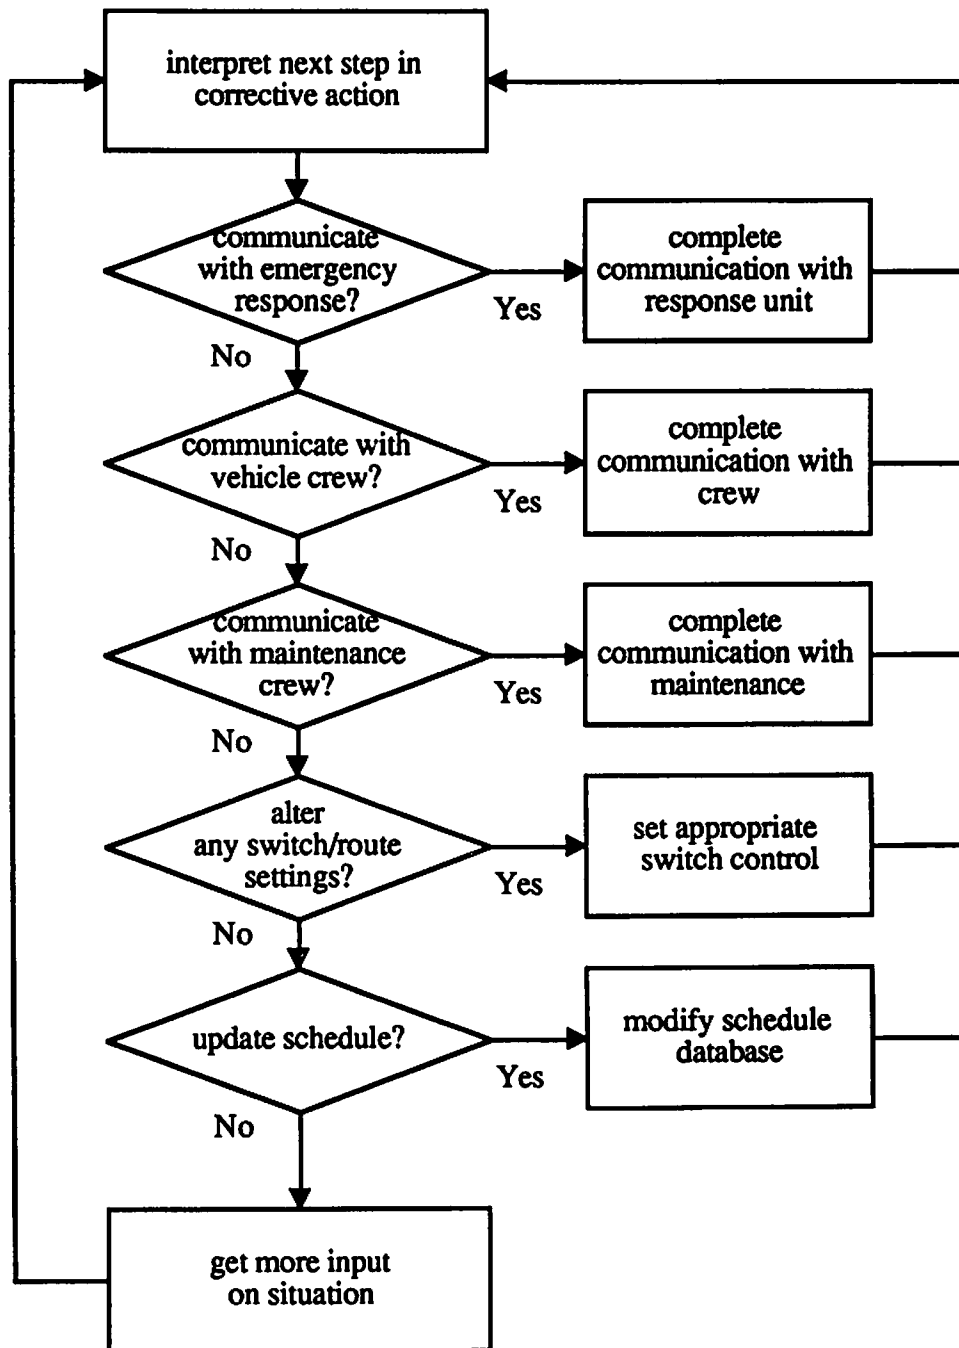 interpret next step in
corrective action
communicate
with emergency
response?
Yes
complete
communication with
response unit
No
communicate with
vehicle crew?
Yes
complete
communication with
crew
No
communicate
with maintenance
crew?
Yes
complete
communication with
maintenance
No
alter
any switch/route
settings?
Yes
set appropriate
switch control
No
update schedule?
Yes
modify schedule
database
No
get more input
on situation